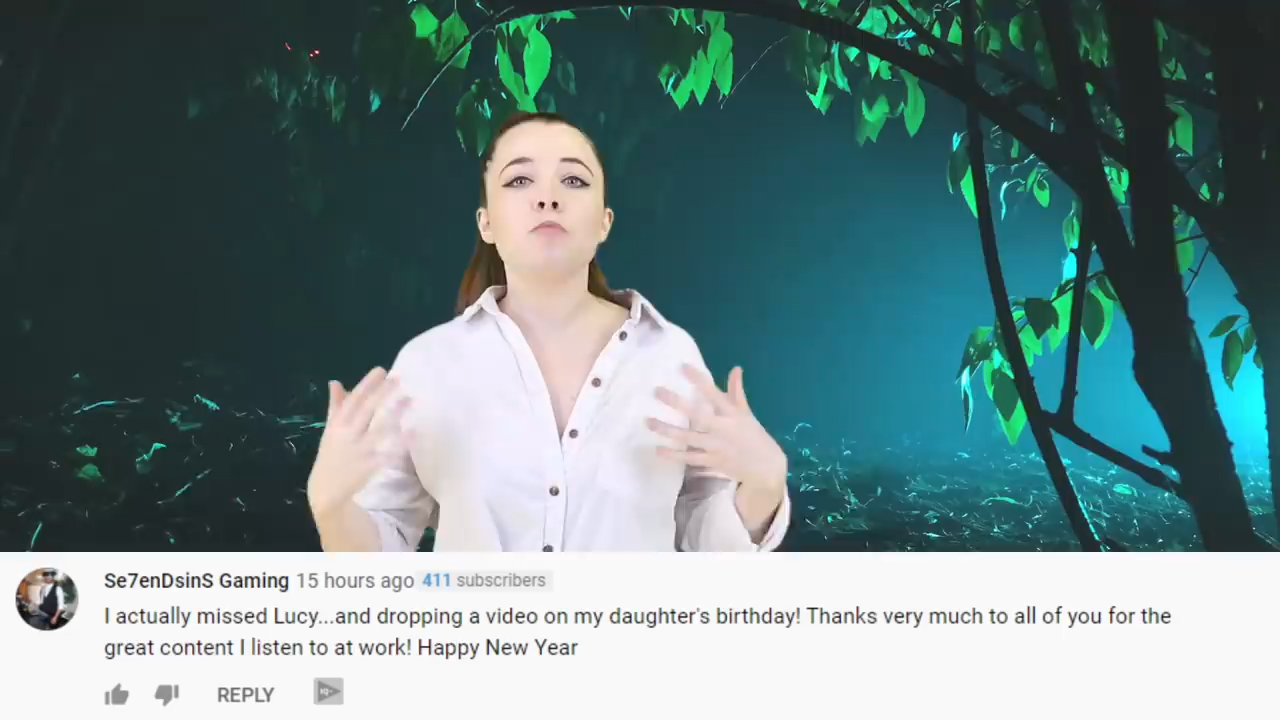 Se7enDsinS Gaming 15 hours ago 411 subscribers
I actually missed Lucy...and dropping a video on my daughter's birthday! Thanks very much to all of you for the
great content I listen to at work! Happy New Year
REPLY